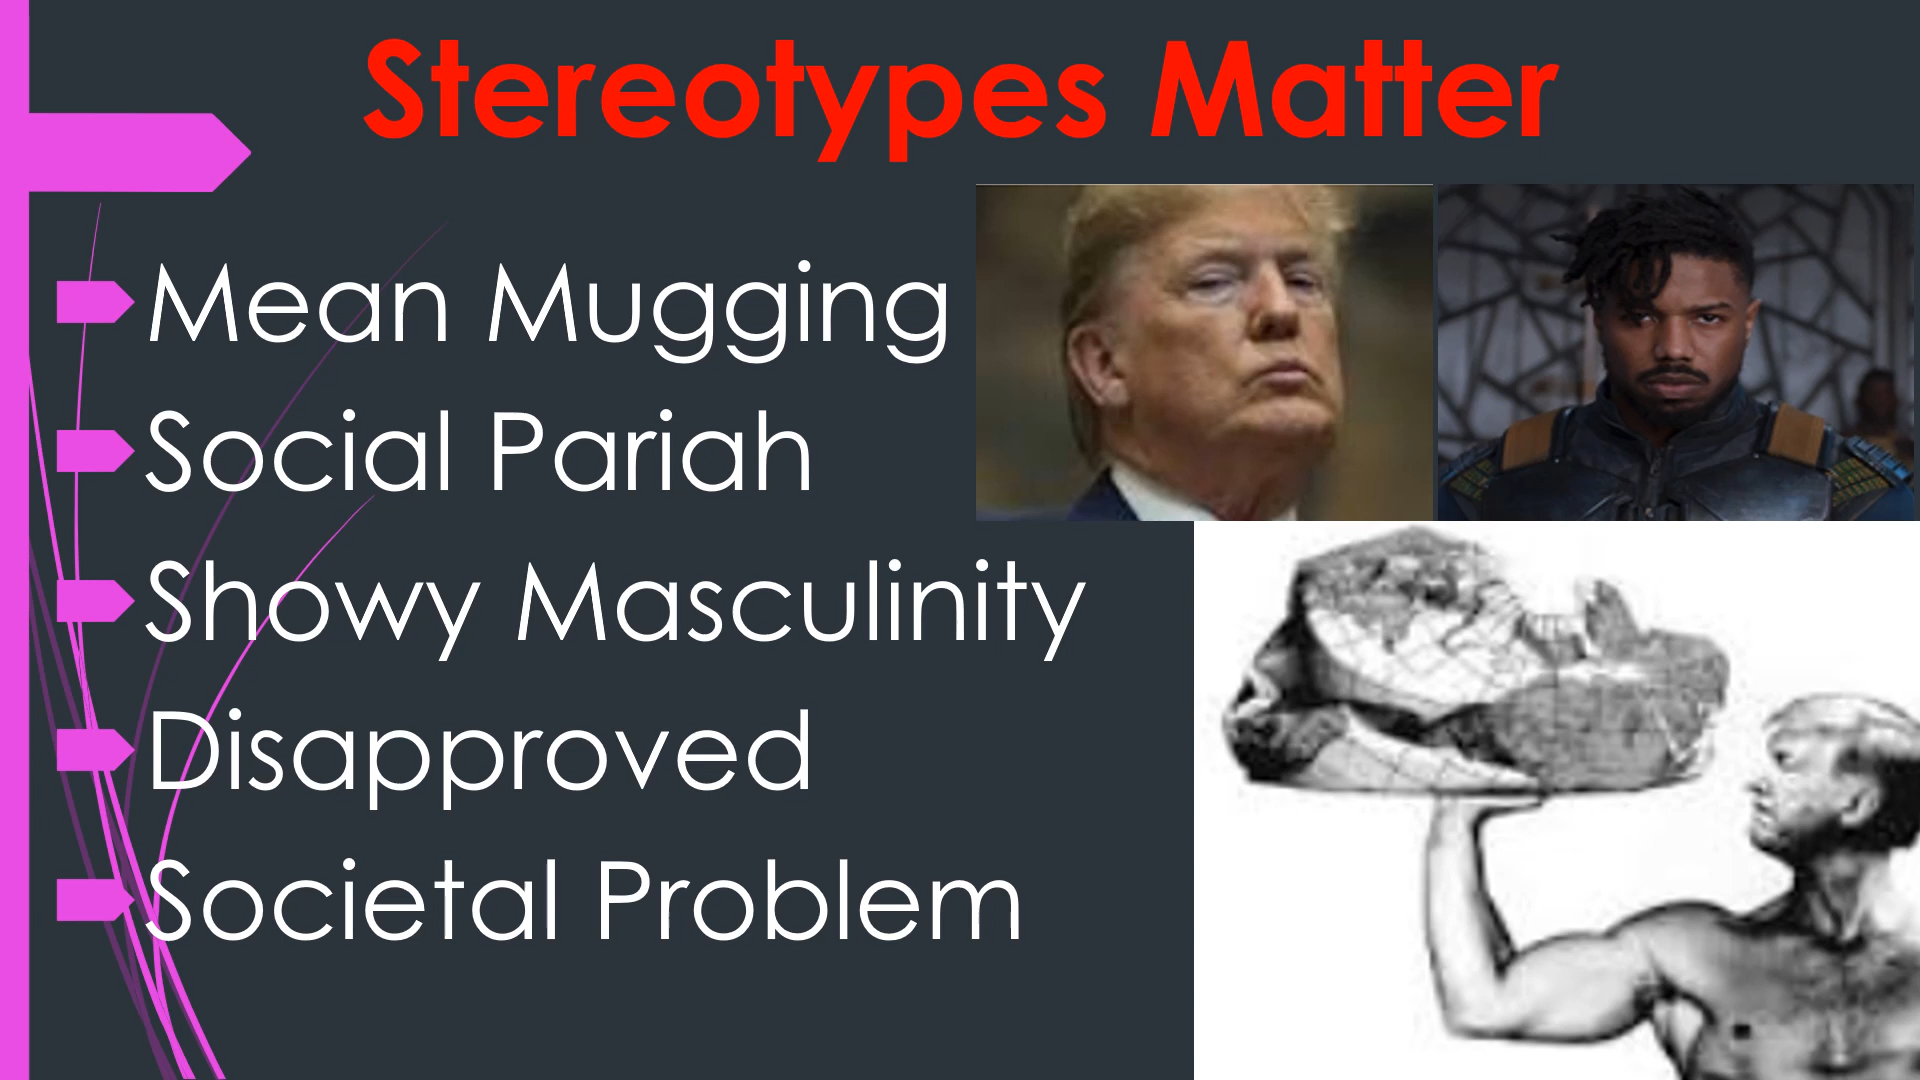 Stereotypes Matter
Mean Mugging
Social Pariah
Showy Masculinity
Disapproved
Societal Problem